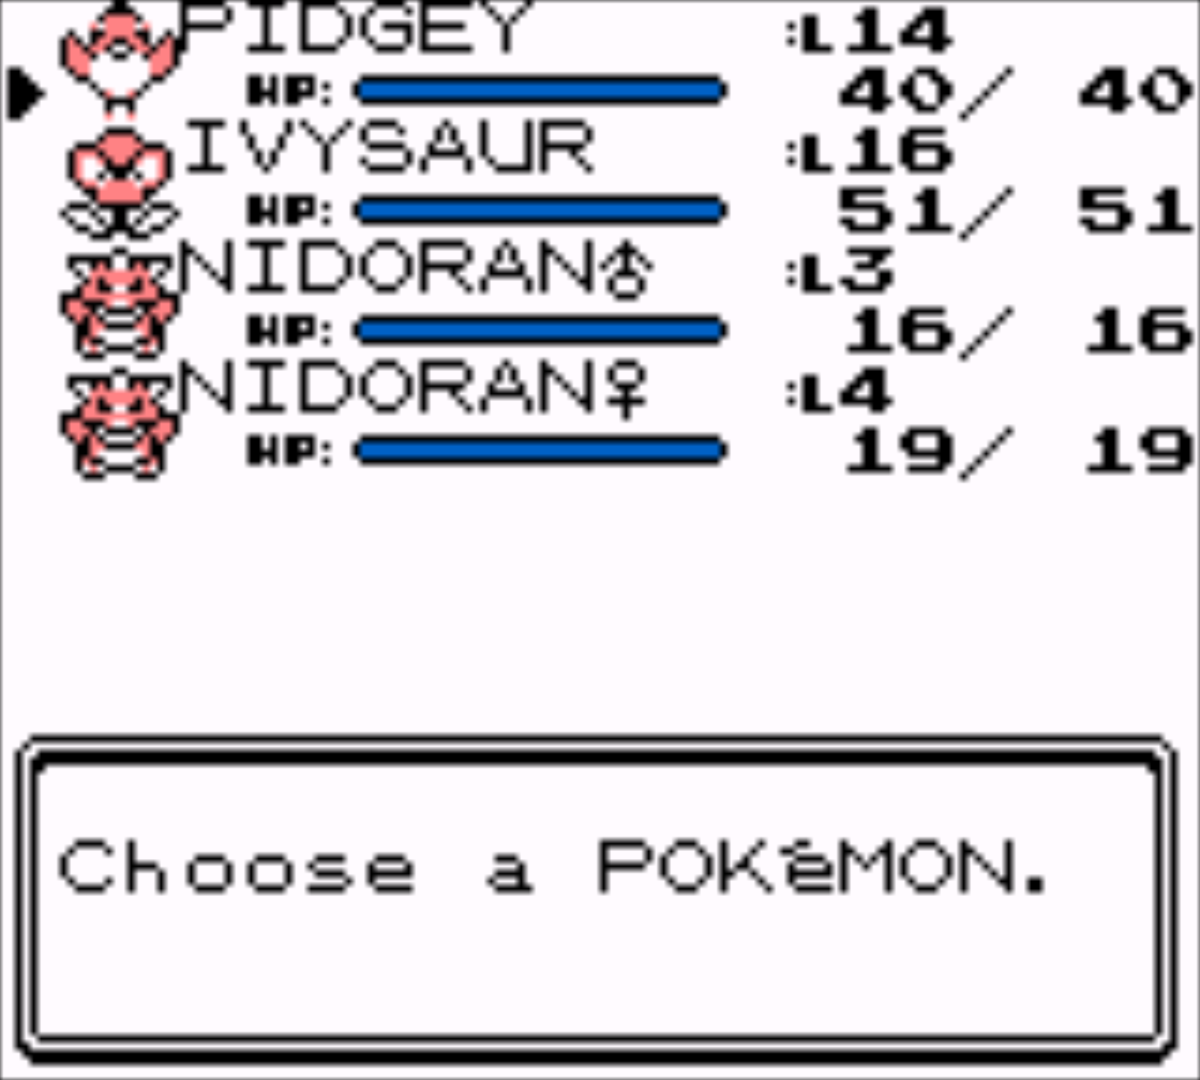 PIDGEY :L14
HP: 40/ 40
IVYSAUR :L16
HP: 51/ 51
NIDORAN♂ :L3
HP: 16/ 16
NIDORAN♀ :L4
HP: 19/ 19
Choose a POKéMON.